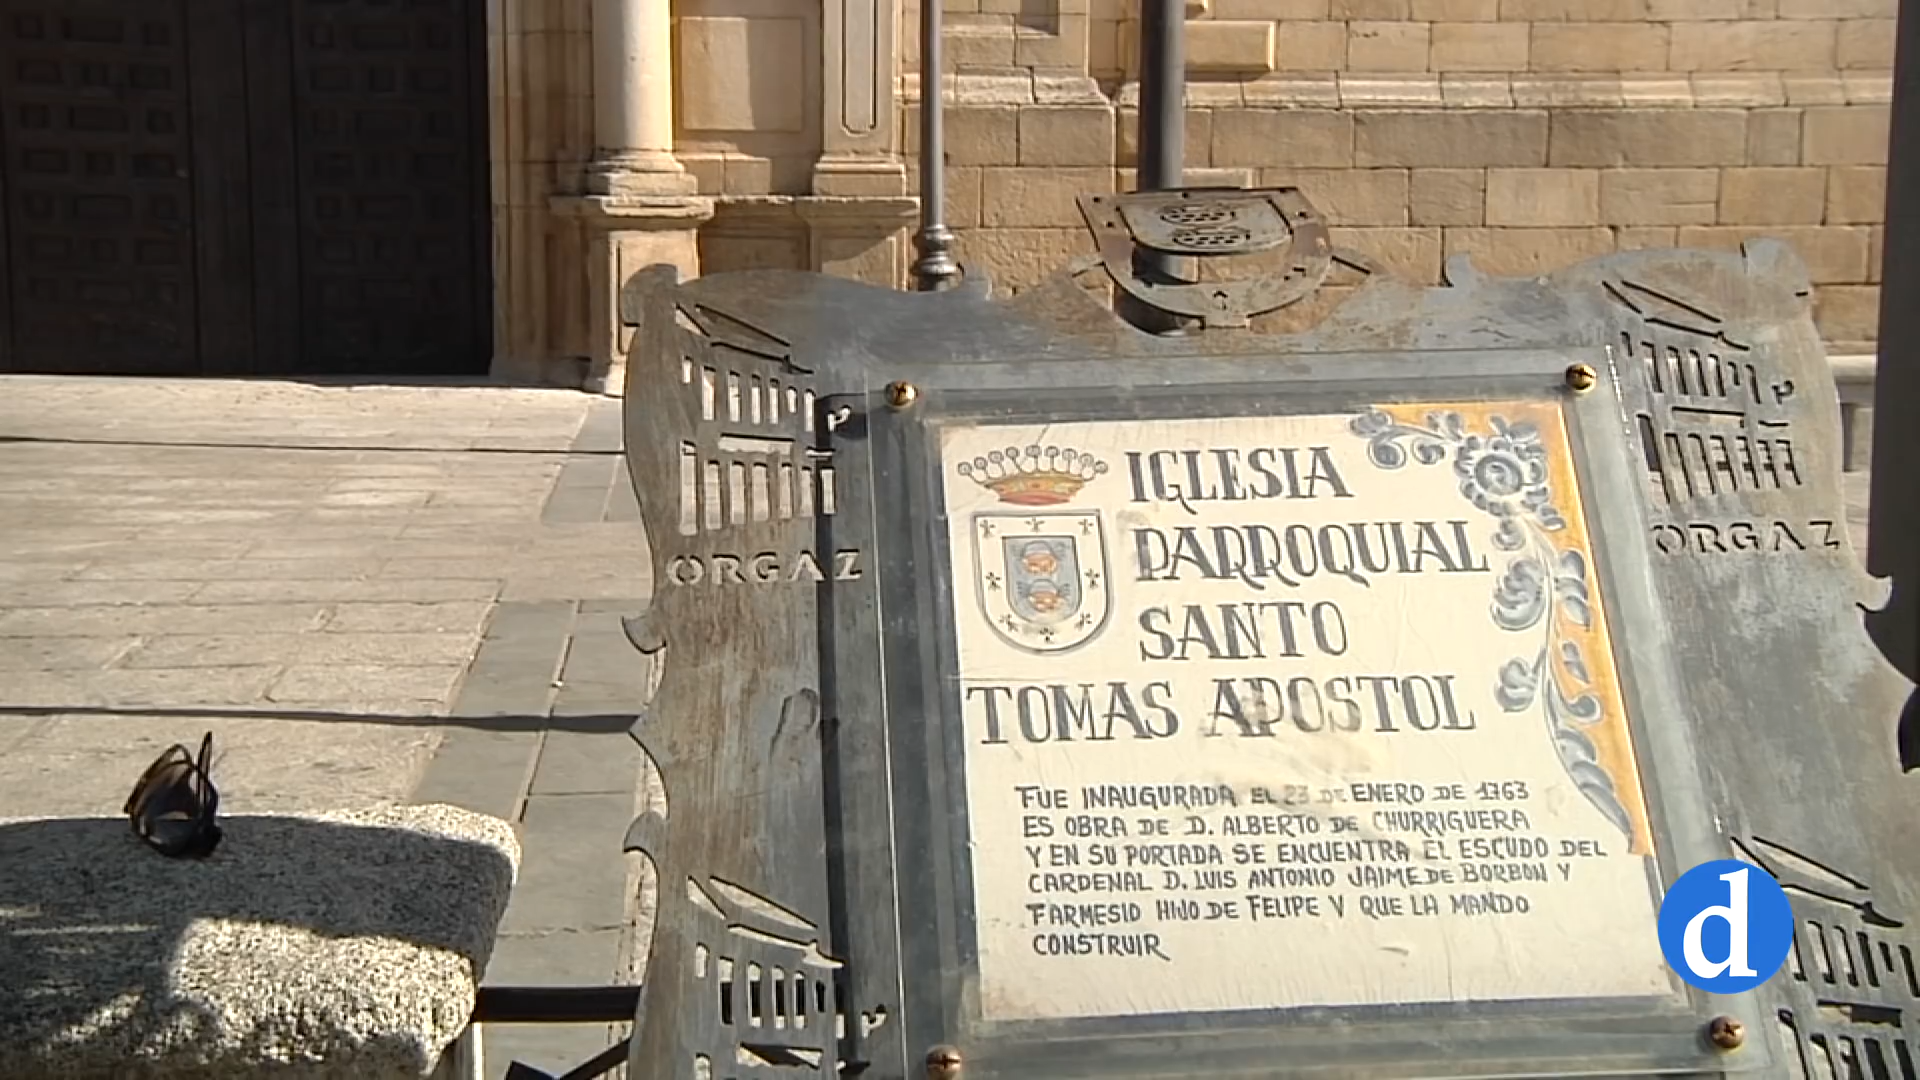 IGLESIA
PARROQUIAL
SANTO
TOMAS APOSTOL
FUE INAUGURADA EL 23 DE ENERO DE 1763
ES OBRA DE D. ALBERTO DE CHURRIGUERA
Y EN SU PORTADA SE ENCUENTRA EL ESCUDO DEL
CARDENAL D. LUIS ANTONIO JAIME DE BORBON Y
FARMESIO HIJO DE FELIPE V QUE LA MANDO
CONSTRUIR
ORGAZ
ORGAZ
d